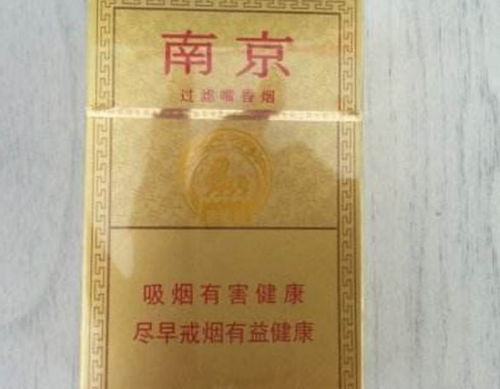 南京
过滤嘴香烟
吸烟有害健康
尽早戒烟有益健康